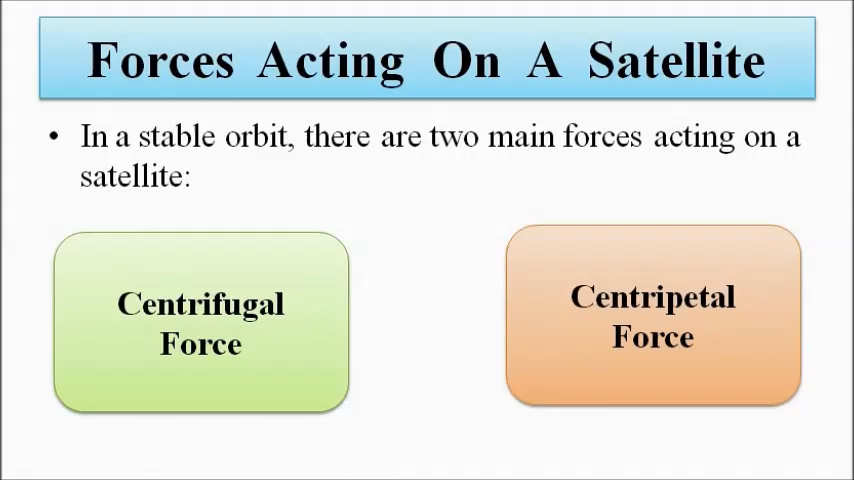 Forces Acting On A Satellite
• In a stable orbit, there are two main forces acting on a
satellite:
Centrifugal
Force
Centripetal
Force